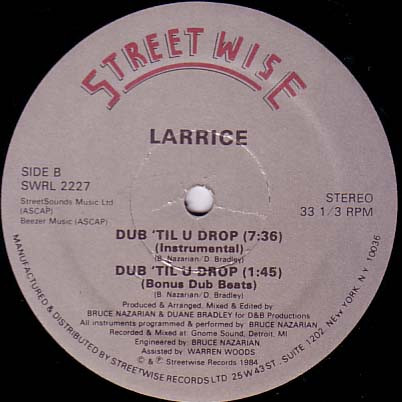 STREETWISE
LARRICE
SIDE B
SWRL 2227
StreetSounds Music Ltd
(ASCAP)
Beezer Music (ASCAP)
STEREO
33 1/3 RPM
DUB 'TIL U DROP (7:36)
(Instrumental)
(B. Nazarian/D. Bradley)
DUB 'TIL U DROP (1:45)
(Bonus Dub Beats)
(B. Nazarian / D. Bradley)
Produced & Arranged, Mixed & Edited by
BRUCE NAZARIAN & DUANE BRADLEY for D&B Productions
All instruments programmed & performed by BRUCE NAZARIAN
Recorded & Mixed at: Gnome Sound, Detroit, MI
Engineered by: BRUCE NAZARIAN
Assisted by: WARREN WOODS
© & ℗ Streetwise Records 1984
MANUFACTURED & DISTRIBUTED BY STREETWISE RECORDS LTD. 25 W 43 ST. - SUITE 1202, NEW YORK, N.Y. 10036